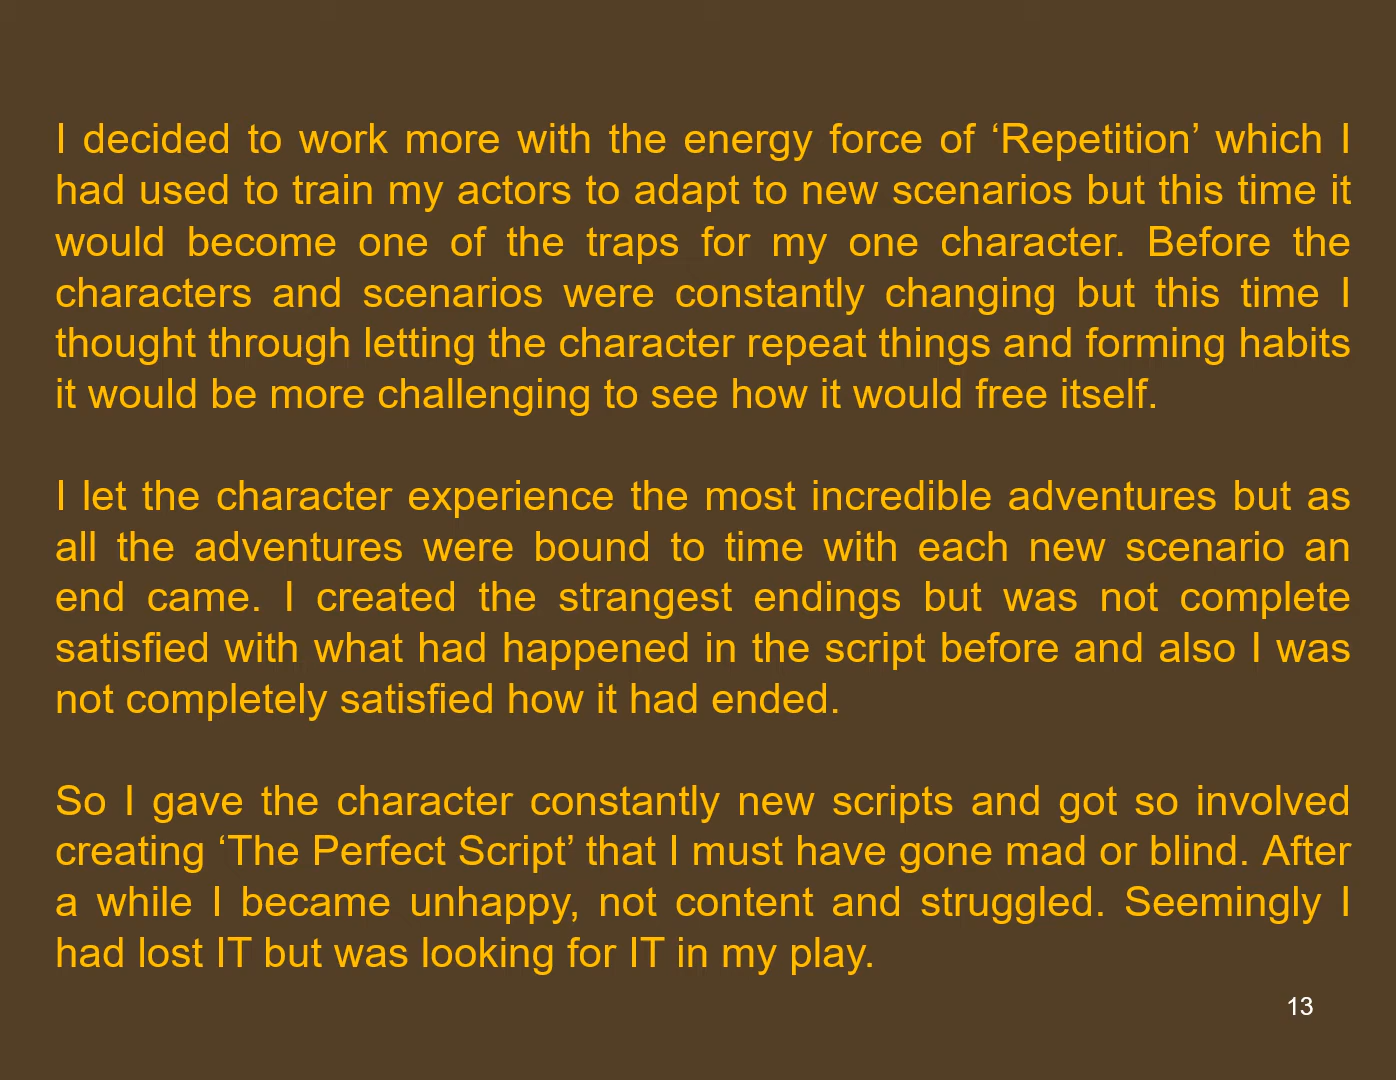 I decided to work more with the energy force of ‘Repetition’ which I
had used to train my actors to adapt to new scenarios but this time it
would become one of the traps for my one character. Before the
characters and scenarios were constantly changing but this time I
thought through letting the character repeat things and forming habits
it would be more challenging to see how it would free itself.
I let the character experience the most incredible adventures but as
all the adventures were bound to time with each new scenario an
end came. I created the strangest endings but was not complete
satisfied with what had happened in the script before and also I was
not completely satisfied how it had ended.
So I gave the character constantly new scripts and got so involved
creating ‘The Perfect Script’ that I must have gone mad or blind. After
a while I became unhappy, not content and struggled. Seemingly I
had lost IT but was looking for IT in my play.
13